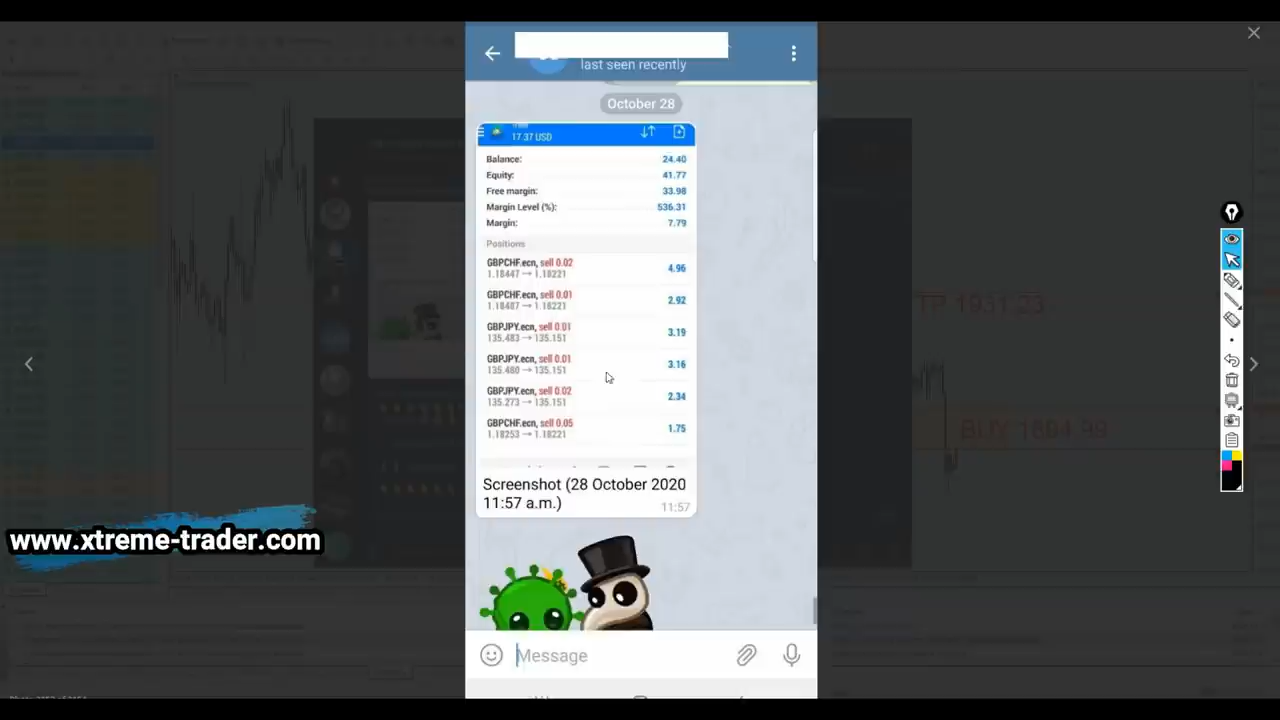 last seen recently
October 28
17.37 USD
Balance: 24.40
Equity: 41.77
Free margin: 33.98
Margin Level (%): 536.31
Margin: 7.79
Positions
GBPCHF.ecn, sell 0.02
1.18447 → 1.18221 4.96
GBPCHF.ecn, sell 0.01
1.18487 → 1.18221 2.92
GBPJPY.ecn, sell 0.01
135.483 → 135.151 3.19
GBPJPY.ecn, sell 0.01
135.480 → 135.151 3.16
GBPJPY.ecn, sell 0.02
135.273 → 135.151 2.34
GBPCHF.ecn, sell 0.05
1.18253 → 1.18221 1.75
Screenshot (28 October 2020
11:57 a.m.)
11:57
Message
TP 1931.23
www.xtreme-trader.com